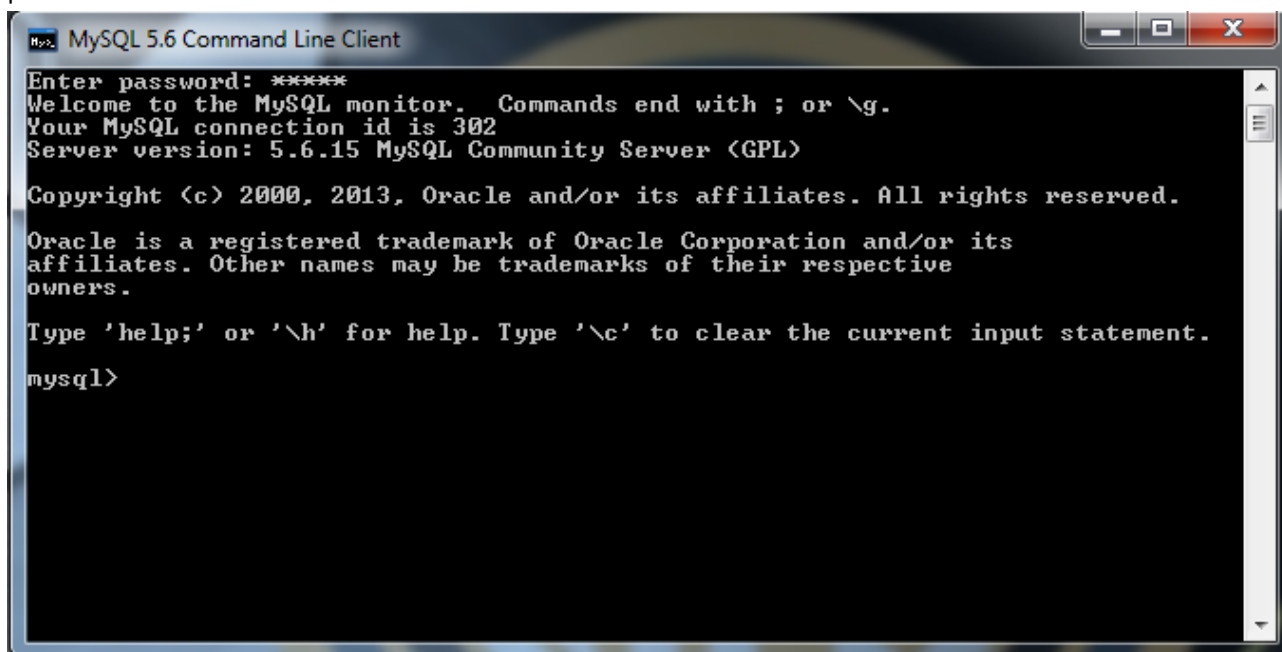 MySQL 5.6 Command Line Client
Enter password: *****
Welcome to the MySQL monitor.  Commands end with ; or \g.
Your MySQL connection id is 302
Server version: 5.6.15 MySQL Community Server (GPL)
Copyright (c) 2000, 2013, Oracle and/or its affiliates. All rights reserved.
Oracle is a registered trademark of Oracle Corporation and/or its
affiliates. Other names may be trademarks of their respective
owners.
Type 'help;' or '\h' for help. Type '\c' to clear the current input statement.
mysql>